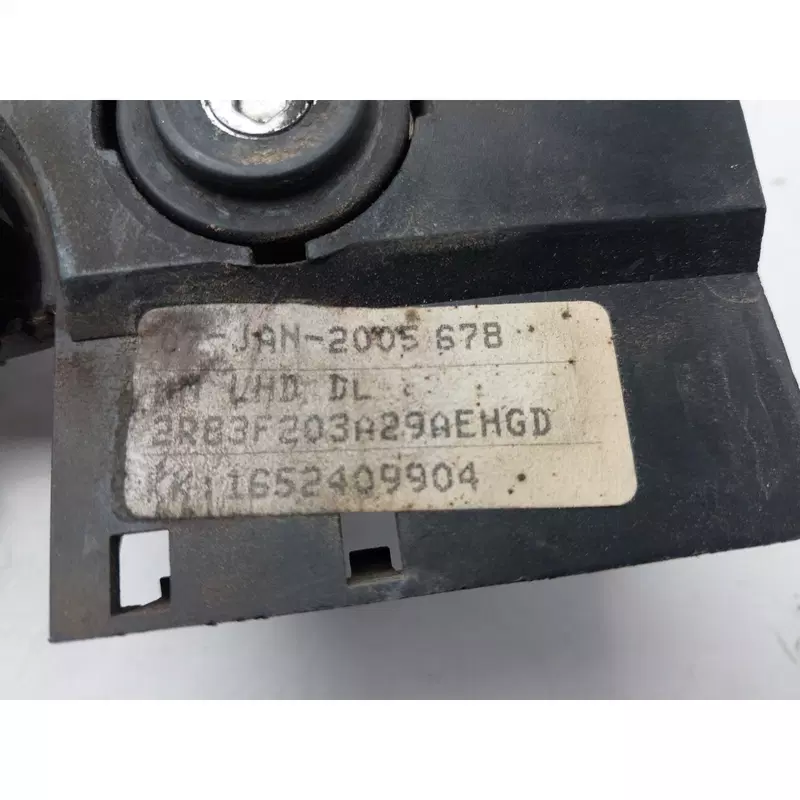 -JAN-2005 678
LHD DL
2R83F203A29AEHGD
K:1652409904